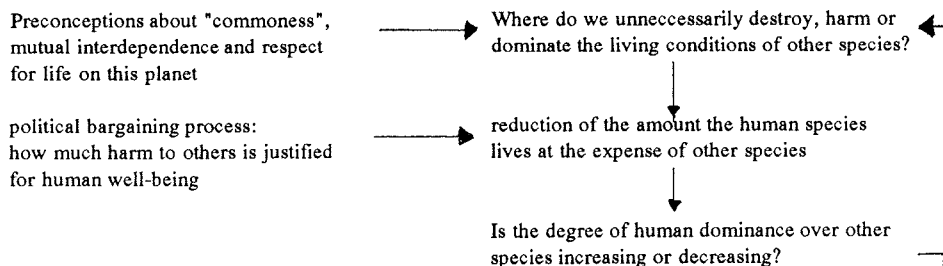 Preconceptions about "commoness",
mutual interdependence and respect
for life on this planet
Where do we unneccessarily destroy, harm or
dominate the living conditions of other species?
political bargaining process:
how much harm to others is justified
for human well-being
reduction of the amount the human species
lives at the expense of other species
Is the degree of human dominance over other
species increasing or decreasing?